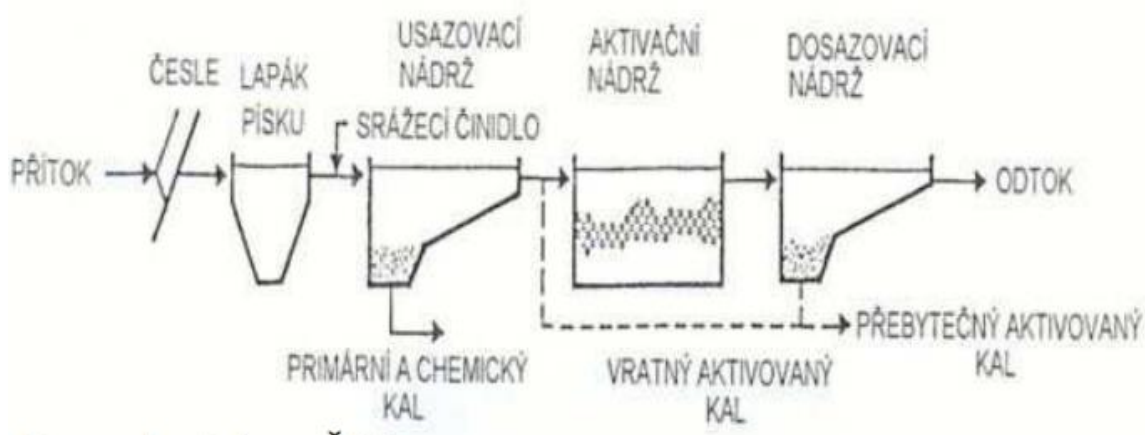 ČESLE
LAPÁK
PÍSKU
USAZOVACÍ
NÁDRŽ
AKTIVAČNÍ
NÁDRŽ
DOSAZOVACÍ
NÁDRŽ
SRÁŽECÍ ČINIDLO
PŘÍTOK
ODTOK
PRIMÁRNÍ A CHEMICKÝ
KAL
VRATNÝ AKTIVOVANÝ
KAL
PŘEBYTEČNÝ AKTIVOVANÝ
KAL